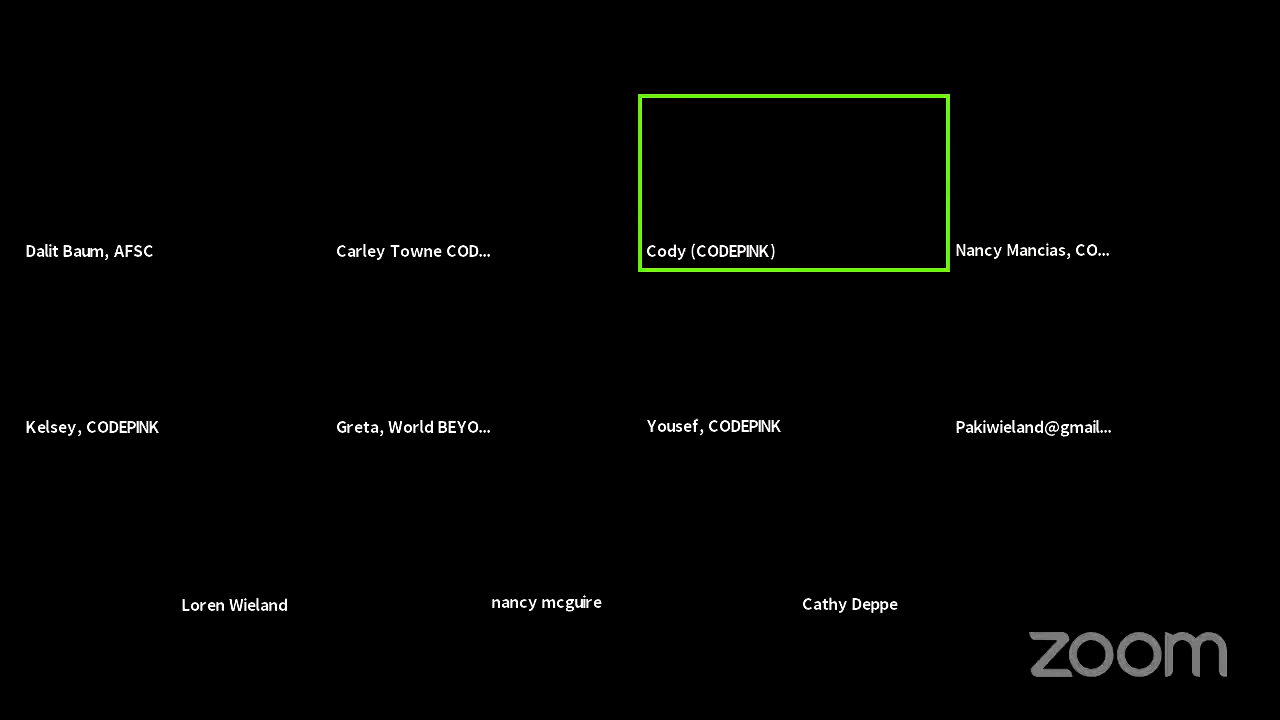 Dalit Baum, AFSC
Carley Towne COD...
Cody (CODEPINK)
Nancy Mancias, CO...
Kelsey, CODEPINK
Greta, World BEYO...
Yousef, CODEPINK
Pakiwieland@gmail...
Loren Wieland
nancy mcguire
Cathy Deppe
zoom